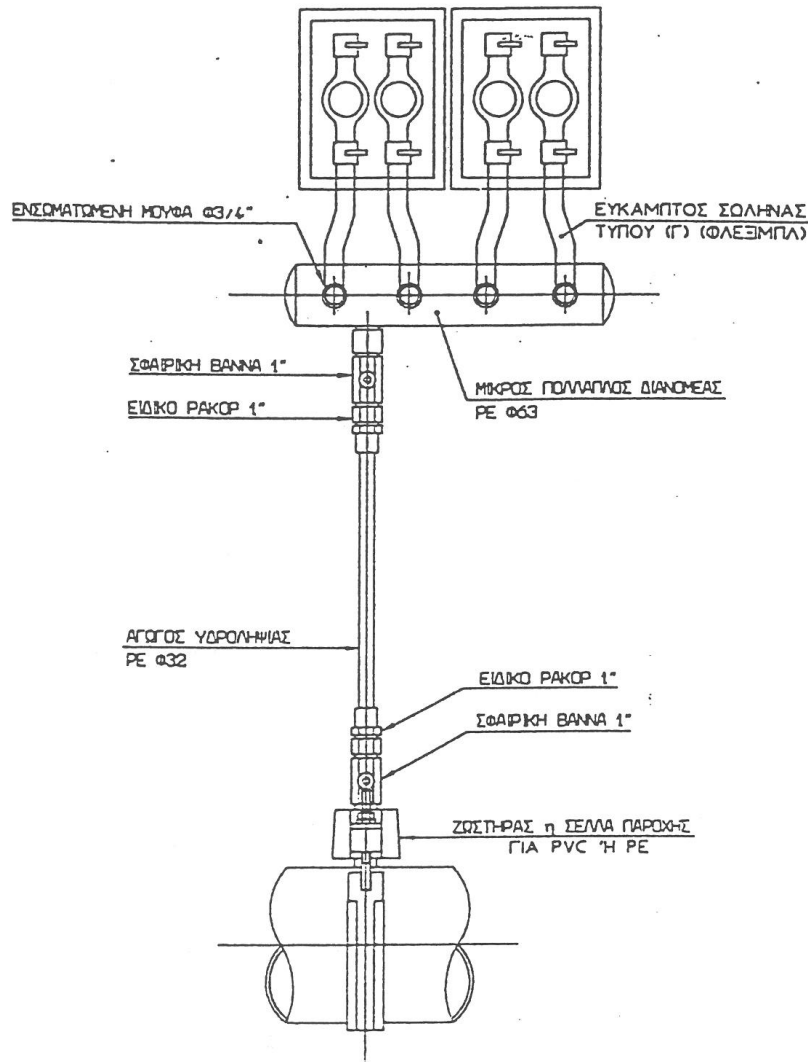 ΕΝΣΩΜΑΤΩΜΕΝΗ ΜΟΥΦΑ Φ3/4"
ΕΥΚΑΜΠΤΟΣ ΣΩΛΗΝΑΣ
ΤΥΠΟΥ (Γ) (ΦΛΕΞΙΜΠΛ)
ΣΦΑΙΡΙΚΗ ΒΑΝΝΑ 1"
ΕΙΔΙΚΟ ΡΑΚΟΡ 1"
ΜΙΚΡΟΣ ΠΟΛΛΑΠΛΟΣ ΔΙΑΝΟΜΕΑΣ
PE Φ63
ΑΓΩΓΟΣ ΥΔΡΟΛΗΨΙΑΣ
PE Φ32
ΕΙΔΙΚΟ ΡΑΚΟΡ 1"
ΣΦΑΙΡΙΚΗ ΒΑΝΝΑ 1"
ΖΩΣΤΗΡΑΣ η ΣΕΛΛΑ ΠΑΡΟΧΗΣ
ΓΙΑ PVC Ή PE